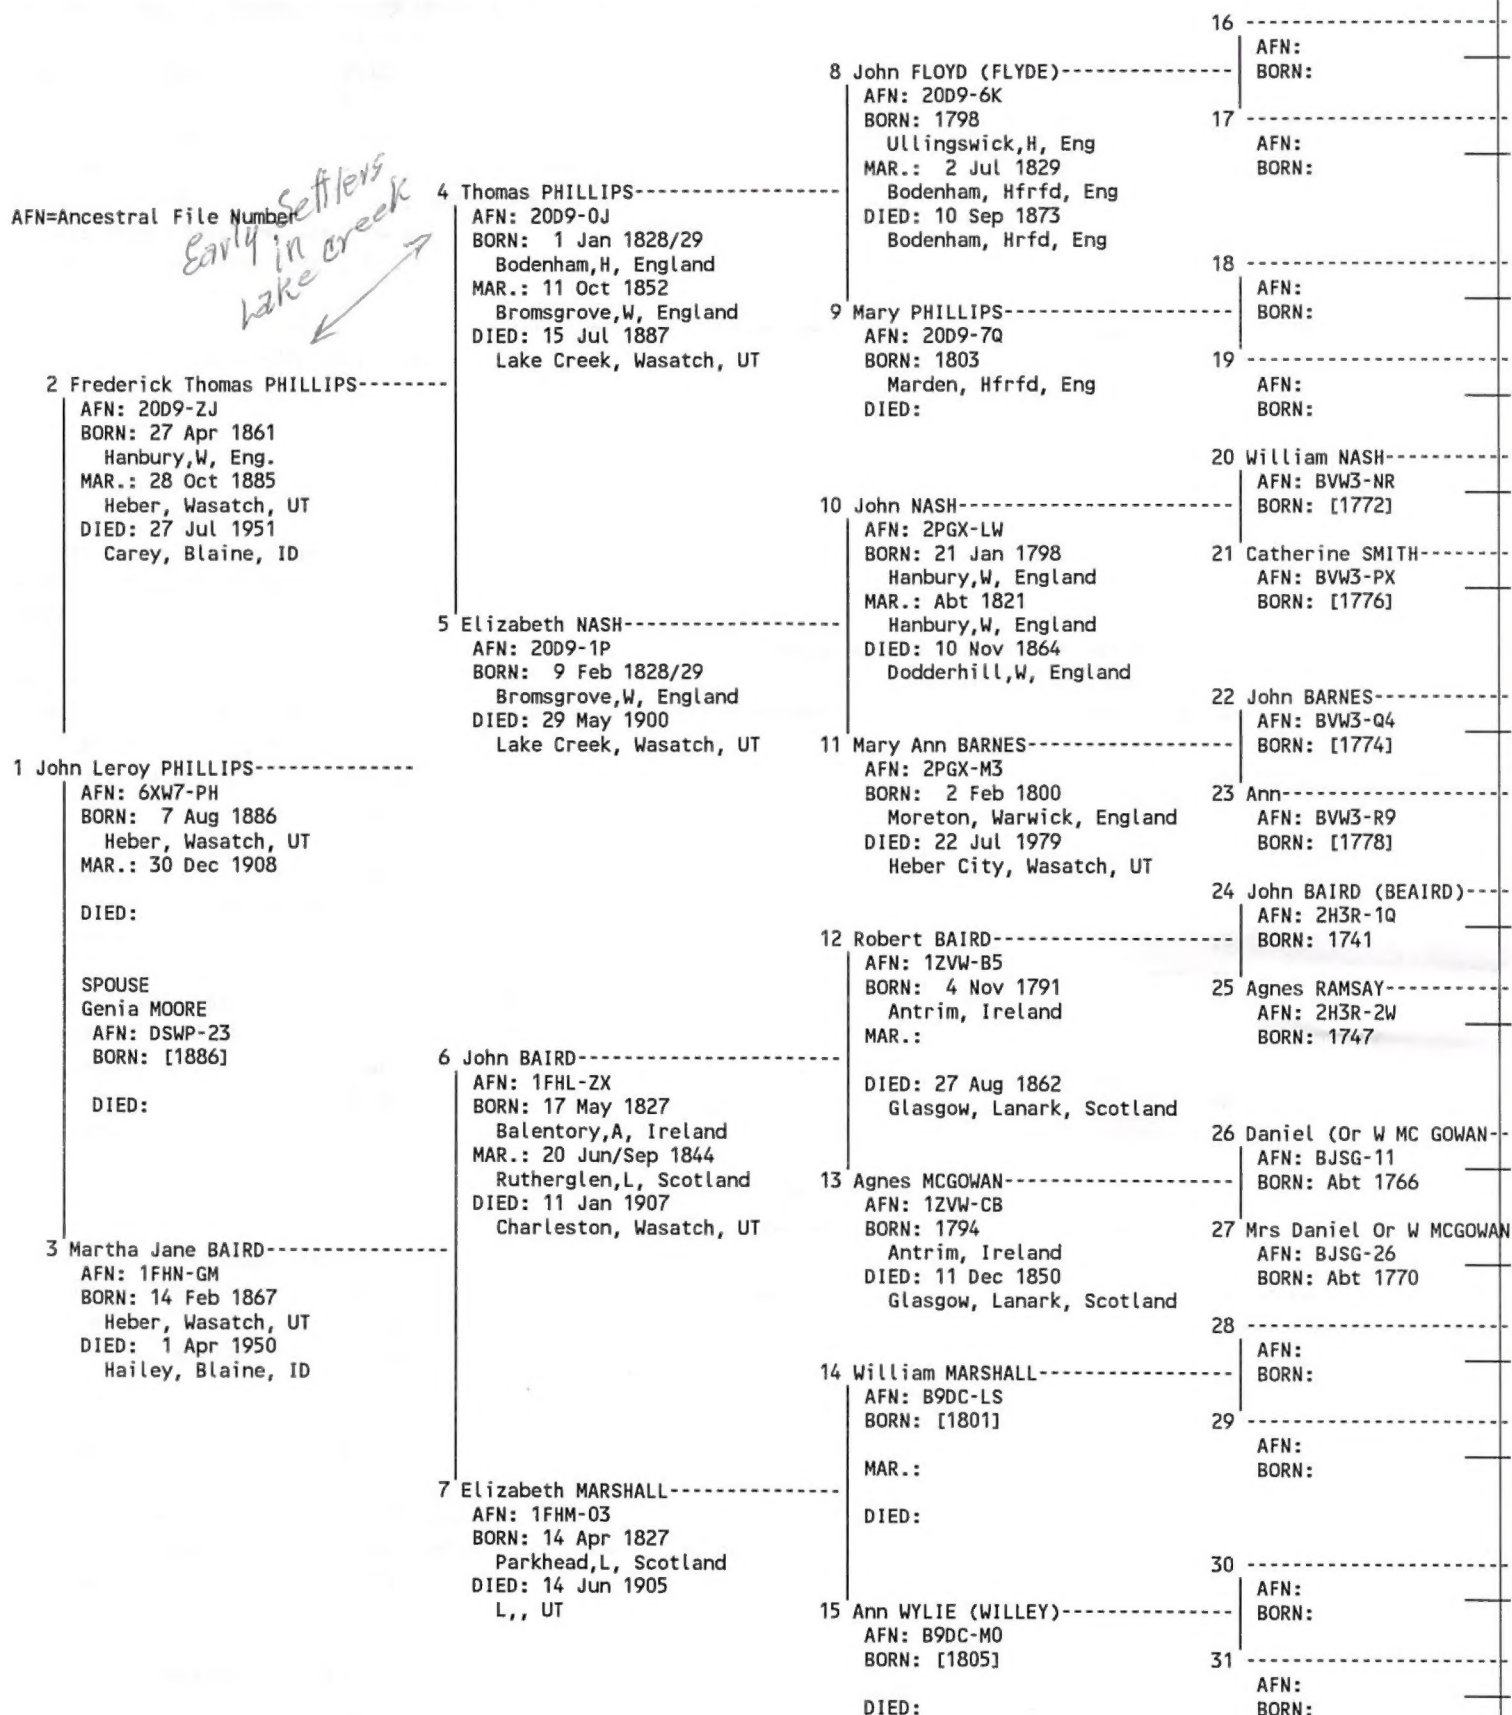 AFN=Ancestral File Number
Early Settlers
in creek
Lake
1 John Leroy PHILLIPS--------------
AFN: 6XW7-PH
BORN:  7 Aug 1886
Heber, Wasatch, UT
MAR.: 30 Dec 1908
DIED:
SPOUSE
Genia MOORE
AFN: DSWP-23
BORN: [1886]
DIED:
2 Frederick Thomas PHILLIPS--------
AFN: 20D9-ZJ
BORN: 27 Apr 1861
Hanbury,W, Eng.
MAR.: 28 Oct 1885
Heber, Wasatch, UT
DIED: 27 Jul 1951
Carey, Blaine, ID
3 Martha Jane BAIRD----------------
AFN: 1FHN-GM
BORN: 14 Feb 1867
Heber, Wasatch, UT
DIED:  1 Apr 1950
Hailey, Blaine, ID
4 Thomas PHILLIPS------------------
AFN: 20D9-0J
BORN:  1 Jan 1828/29
Bodenham,H, England
MAR.: 11 Oct 1852
Bromsgrove,W, England
DIED: 15 Jul 1887
Lake Creek, Wasatch, UT
5 Elizabeth NASH-------------------
AFN: 20D9-1P
BORN:  9 Feb 1828/29
Bromsgrove,W, England
DIED: 29 May 1900
Lake Creek, Wasatch, UT
6 John BAIRD-----------------------
AFN: 1FHL-ZX
BORN: 17 May 1827
Balentory,A, Ireland
MAR.: 20 Jun/Sep 1844
Rutherglen,L, Scotland
DIED: 11 Jan 1907
Charleston, Wasatch, UT
7 Elizabeth MARSHALL---------------
AFN: 1FHM-03
BORN: 14 Apr 1827
Parkhead,L, Scotland
DIED: 14 Jun 1905
L,, UT
8 John FLOYD (FLYDE)---------------
AFN: 20D9-6K
BORN: 1798
Ullingswick,H, Eng
MAR.:  2 Jul 1829
Bodenham, Hfrfd, Eng
DIED: 10 Sep 1873
Bodenham, Hrfd, Eng
9 Mary PHILLIPS--------------------
AFN: 20D9-7Q
BORN: 1803
Marden, Hfrfd, Eng
DIED:
10 John NASH------------------------
AFN: 2PGX-LW
BORN: 21 Jan 1798
Hanbury,W, England
MAR.: Abt 1821
Hanbury,W, England
DIED: 10 Nov 1864
Dodderhill,W, England
11 Mary Ann BARNES------------------
AFN: 2PGX-M3
BORN:  2 Feb 1800
Moreton, Warwick, England
DIED: 22 Jul 1979
Heber City, Wasatch, UT
12 Robert BAIRD---------------------
AFN: 1ZVW-B5
BORN:  4 Nov 1791
Antrim, Ireland
MAR.:
DIED: 27 Aug 1862
Glasgow, Lanark, Scotland
13 Agnes MCGOWAN--------------------
AFN: 1ZVW-CB
BORN: 1794
Antrim, Ireland
DIED: 11 Dec 1850
Glasgow, Lanark, Scotland
14 William MARSHALL-----------------
AFN: B9DC-LS
BORN: [1801]
MAR.:
DIED:
15 Ann WYLIE (WILLEY)---------------
AFN: B9DC-M0
BORN: [1805]
DIED:
16 -----------------------
AFN:
BORN:
17 -----------------------
AFN:
BORN:
18 -----------------------
AFN:
BORN:
19 -----------------------
AFN:
BORN:
20 William NASH-----------
AFN: BVW3-NR
BORN: [1772]
21 Catherine SMITH--------
AFN: BVW3-PX
BORN: [1776]
22 John BARNES------------
AFN: BVW3-Q4
BORN: [1774]
23 Ann--------------------
AFN: BVW3-R9
BORN: [1778]
24 John BAIRD (BEAIRD)----
AFN: 2H3R-1Q
BORN: 1741
25 Agnes RAMSAY-----------
AFN: 2H3R-2W
BORN: 1747
26 Daniel (Or W MC GOWAN--
AFN: BJSG-11
BORN: Abt 1766
27 Mrs Daniel Or W MCGOWAN
AFN: BJSG-26
BORN: Abt 1770
28 -----------------------
AFN:
BORN:
29 -----------------------
AFN:
BORN:
30 -----------------------
AFN:
BORN:
31 -----------------------
AFN:
BORN: